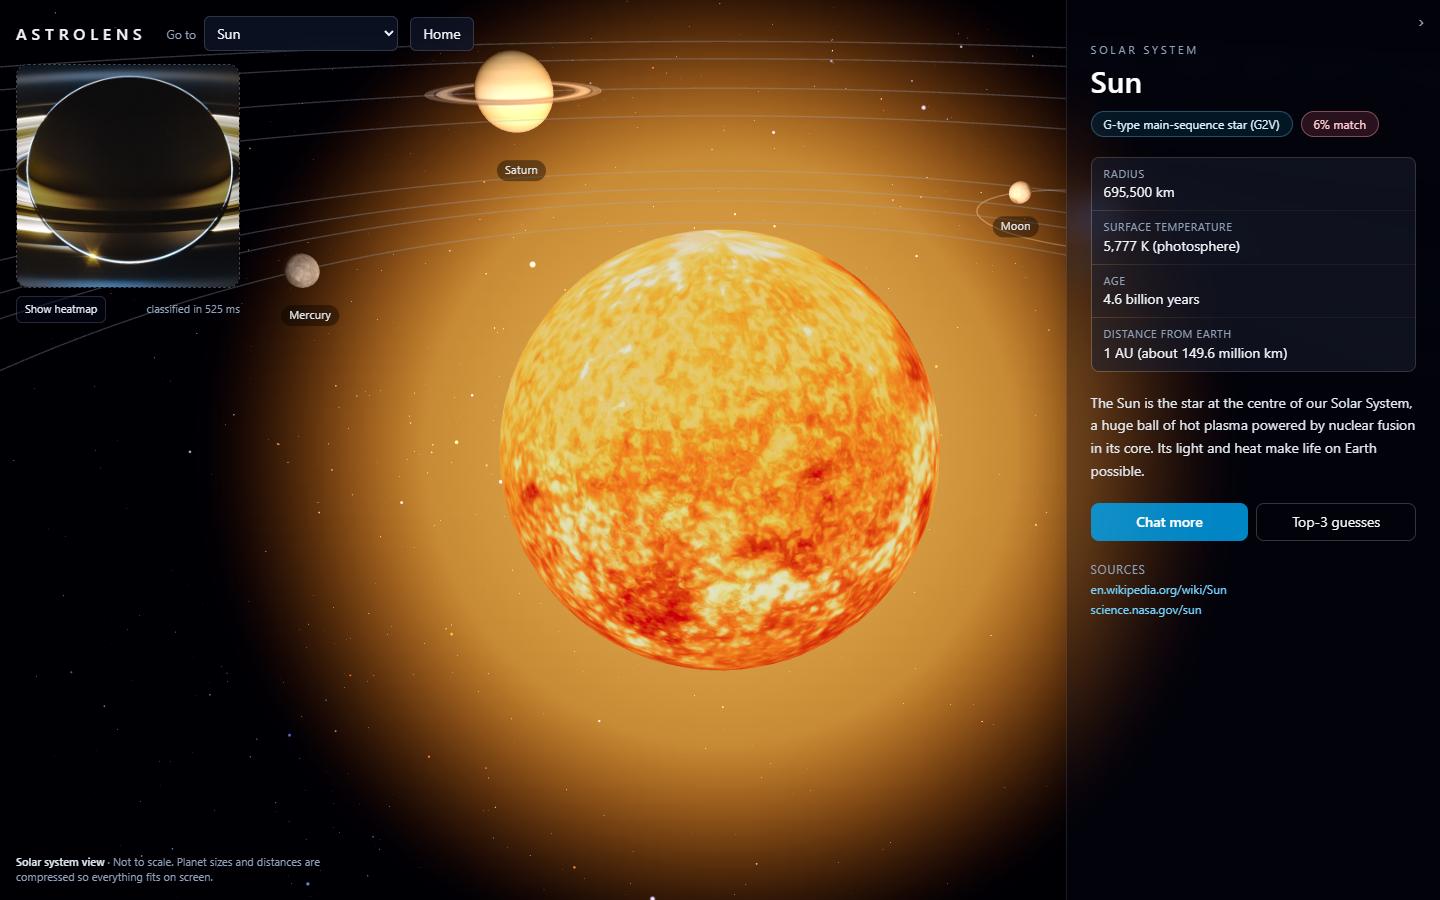 ASTROLENS
Go to
Sun
Home
Show heatmap
classified in 525 ms
Saturn
Moon
Mercury
Solar system view · Not to scale. Planet sizes and distances are
compressed so everything fits on screen.
SOLAR SYSTEM
Sun
G-type main-sequence star (G2V)
6% match
RADIUS
695,500 km
SURFACE TEMPERATURE
5,777 K (photosphere)
AGE
4.6 billion years
DISTANCE FROM EARTH
1 AU (about 149.6 million km)
The Sun is the star at the centre of our Solar System,
a huge ball of hot plasma powered by nuclear fusion
in its core. Its light and heat make life on Earth
possible.
Chat more
Top-3 guesses
SOURCES
en.wikipedia.org/wiki/Sun
science.nasa.gov/sun